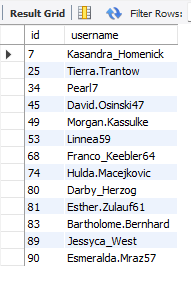 Result Grid Filter Rows:
id username
7 Kasandra_Homenick
25 Tierra.Trantow
34 Pearl7
45 David.Osinski47
49 Morgan.Kassulke
53 Linnea59
68 Franco_Keebler64
74 Hulda.Macejkovic
80 Darby_Herzog
81 Esther.Zulauf61
83 Bartholome.Bernhard
89 Jessyca_West
90 Esmeralda.Mraz57